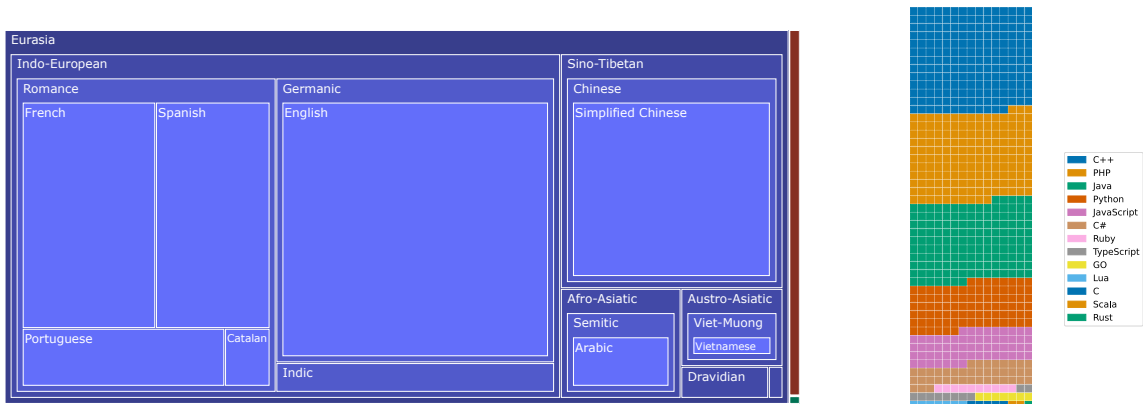 Eurasia
Indo-European
Sino-Tibetan
Romance
Germanic
Chinese
French
Spanish
English
Simplified Chinese
Portuguese
Catalan
Indic
Afro-Asiatic
Austro-Asiatic
Semitic
Viet-Muong
Arabic
Vietnamese
Dravidian
C++
PHP
Java
Python
JavaScript
C#
Ruby
TypeScript
GO
Lua
C
Scala
Rust